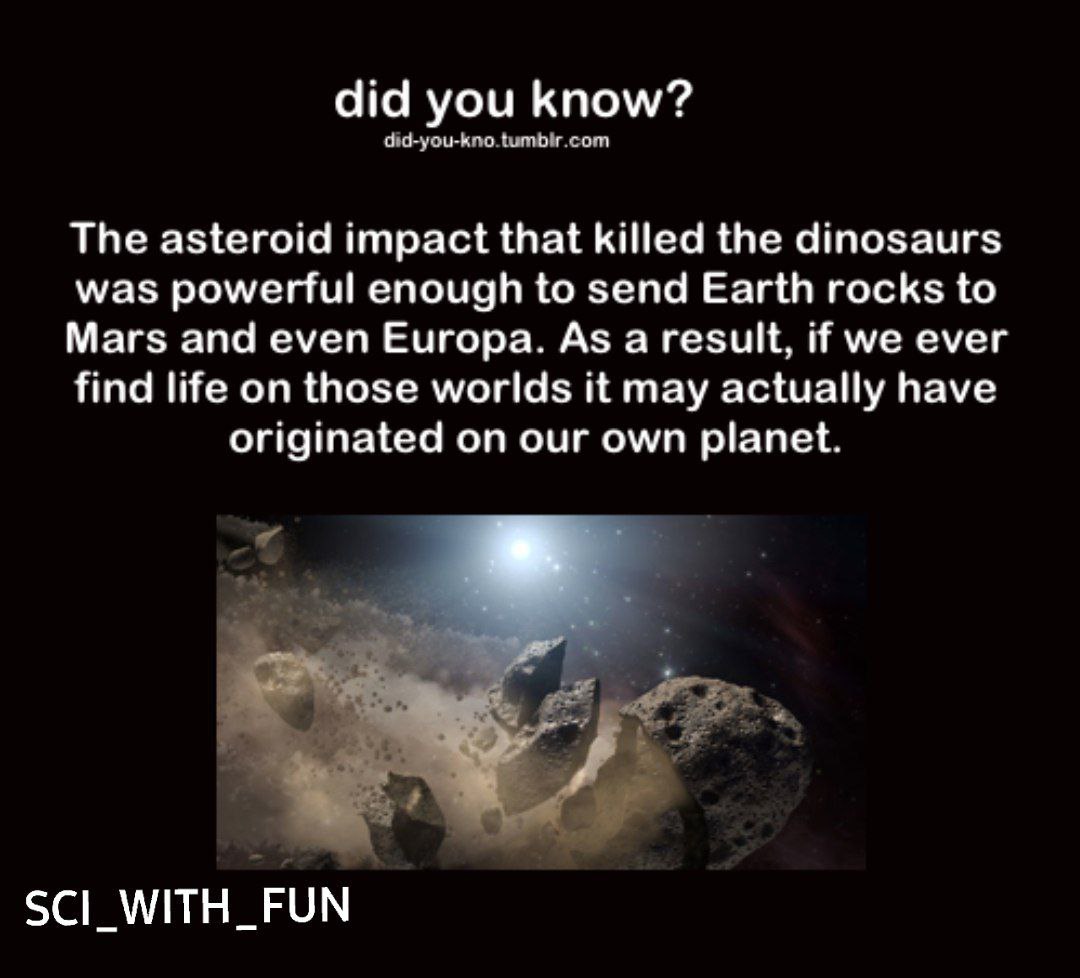 did you know?
did-you-kno.tumblr.com
The asteroid impact that killed the dinosaurs
was powerful enough to send Earth rocks to
Mars and even Europa. As a result, if we ever
find life on those worlds it may actually have
originated on our own planet.
SCI_WITH_FUN